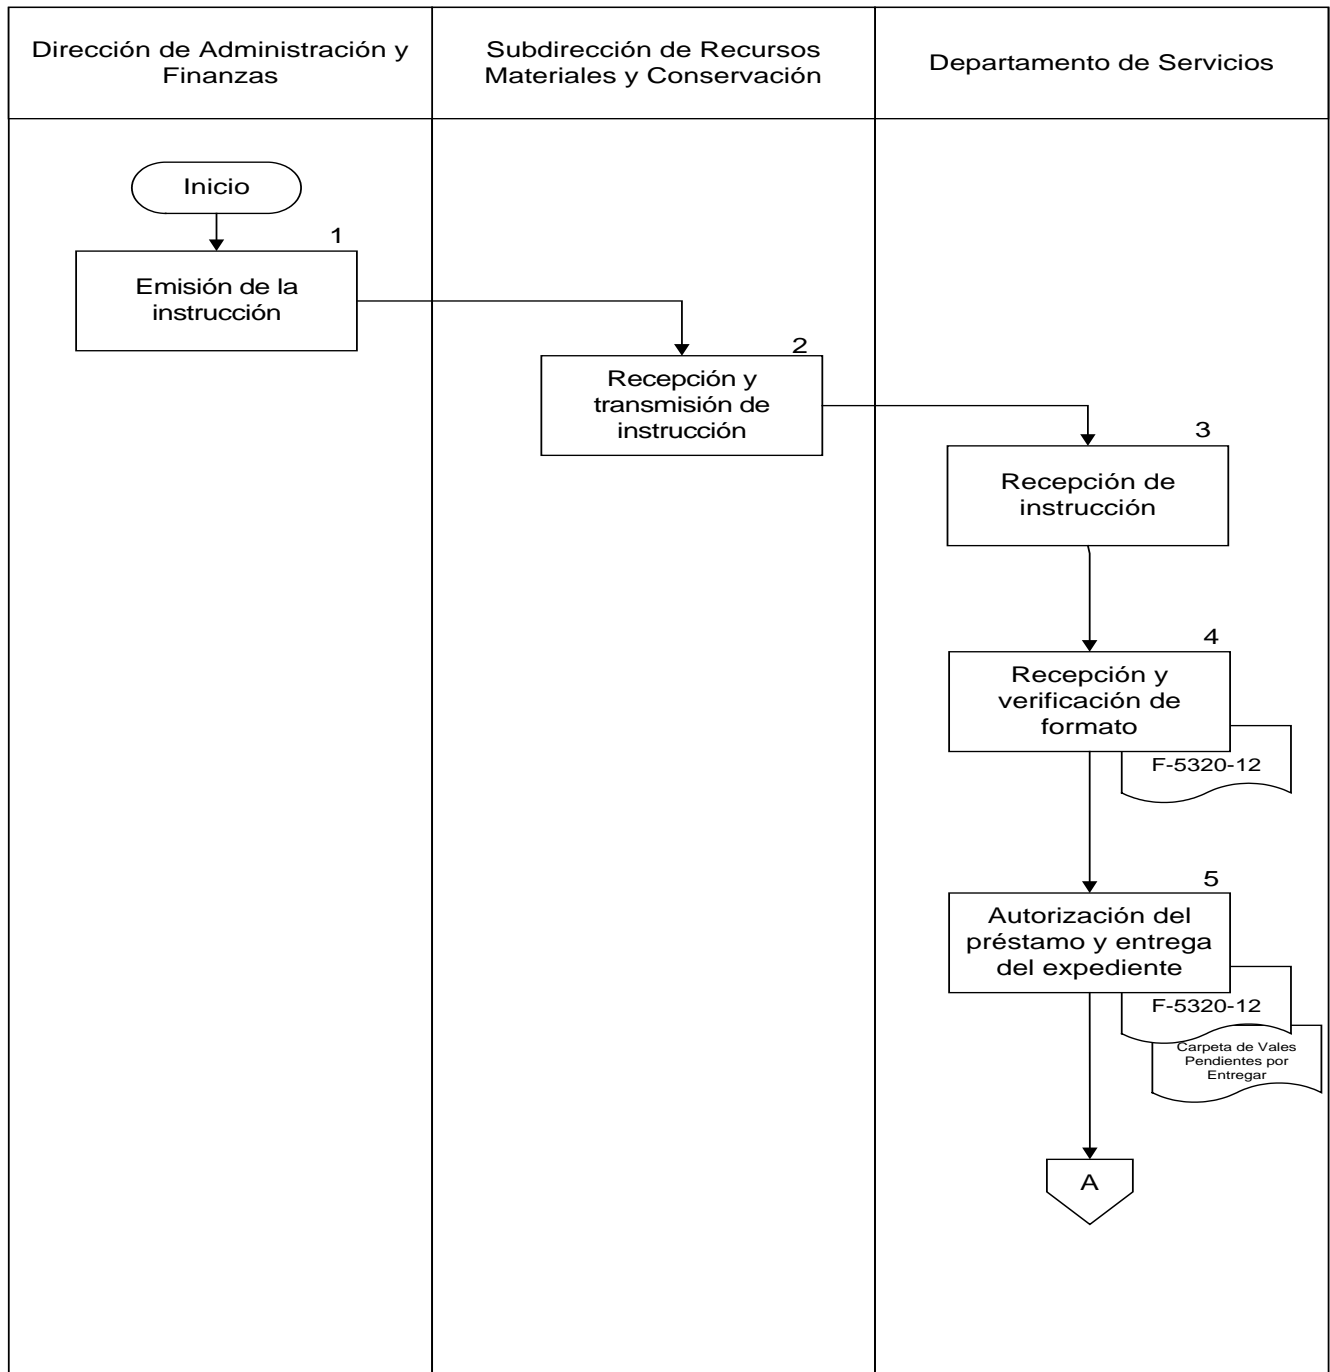 Dirección de Administración y
Finanzas
Subdirección de Recursos
Materiales y Conservación
Departamento de Servicios
Inicio
1
Emisión de la
instrucción
2
Recepción y
transmisión de
instrucción
3
Recepción de
instrucción
4
Recepción y
verificación de
formato
F-5320-12
5
Autorización del
préstamo y entrega
del expediente
F-5320-12
Carpeta de Vales
Pendientes por
Entregar
A